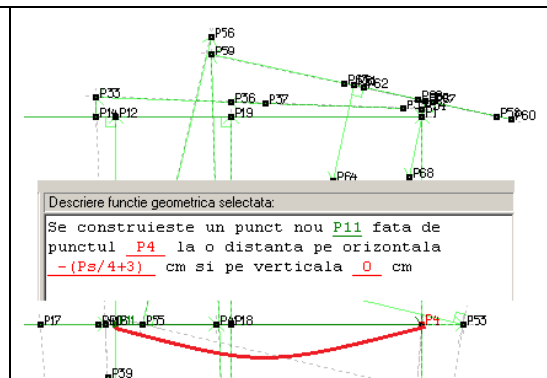 P56
P59
P62
P33
P36
P37
P14 P12
P19
P1
P58
P60
P64
P68
Descriere functie geometrica selectata:
Se construieste un punct nou P11 fata de
punctul P4 la o distanta pe orizontala
-(Ps/4+3) cm si pe verticala 0 cm
P17
P55
P18
P4
P53
P39